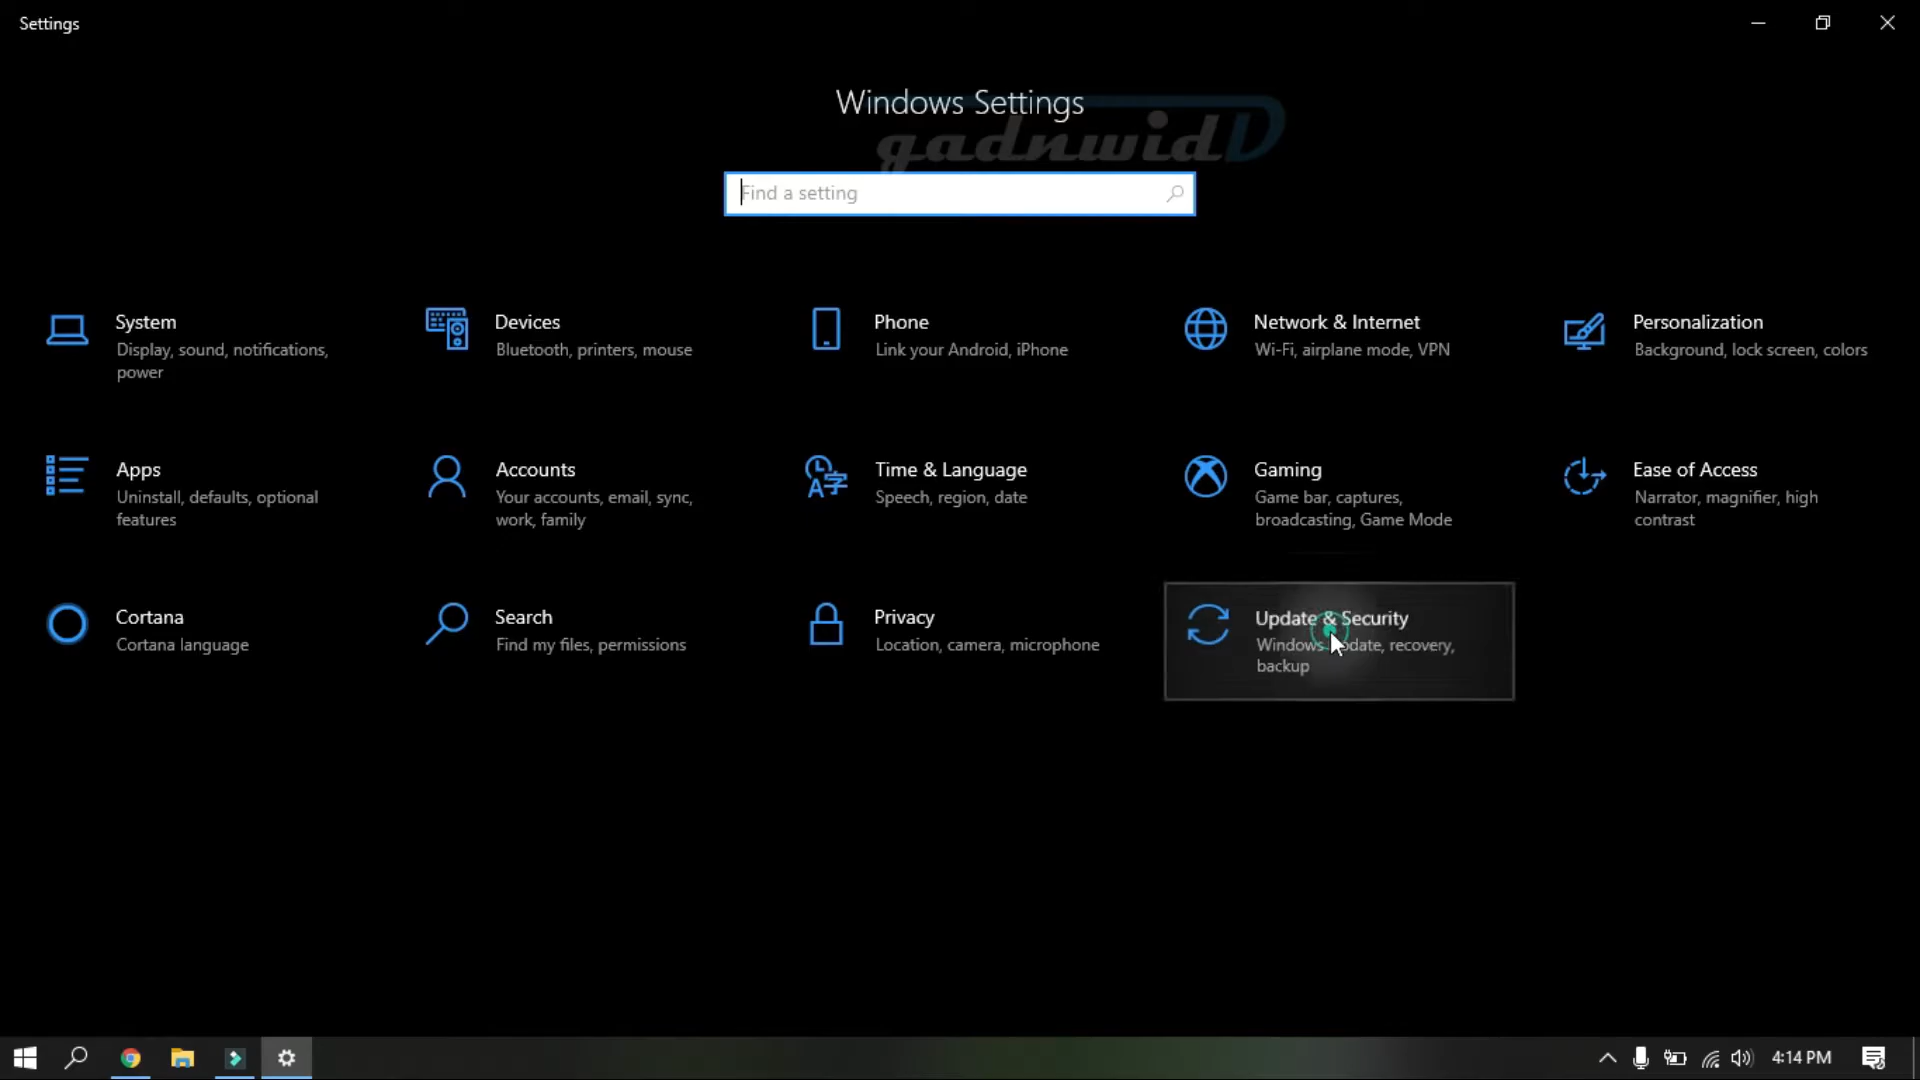 Settings
Windows Settings
gadnwidD
Find a setting
System
Display, sound, notifications,
power
Devices
Bluetooth, printers, mouse
Phone
Link your Android, iPhone
Network & Internet
Wi-Fi, airplane mode, VPN
Personalization
Background, lock screen, colors
Apps
Uninstall, defaults, optional
features
Accounts
Your accounts, email, sync,
work, family
Time & Language
Speech, region, date
Gaming
Game bar, captures,
broadcasting, Game Mode
Ease of Access
Narrator, magnifier, high
contrast
Cortana
Cortana language
Search
Find my files, permissions
Privacy
Location, camera, microphone
Update & Security
Windows Update, recovery,
backup
4:14 PM